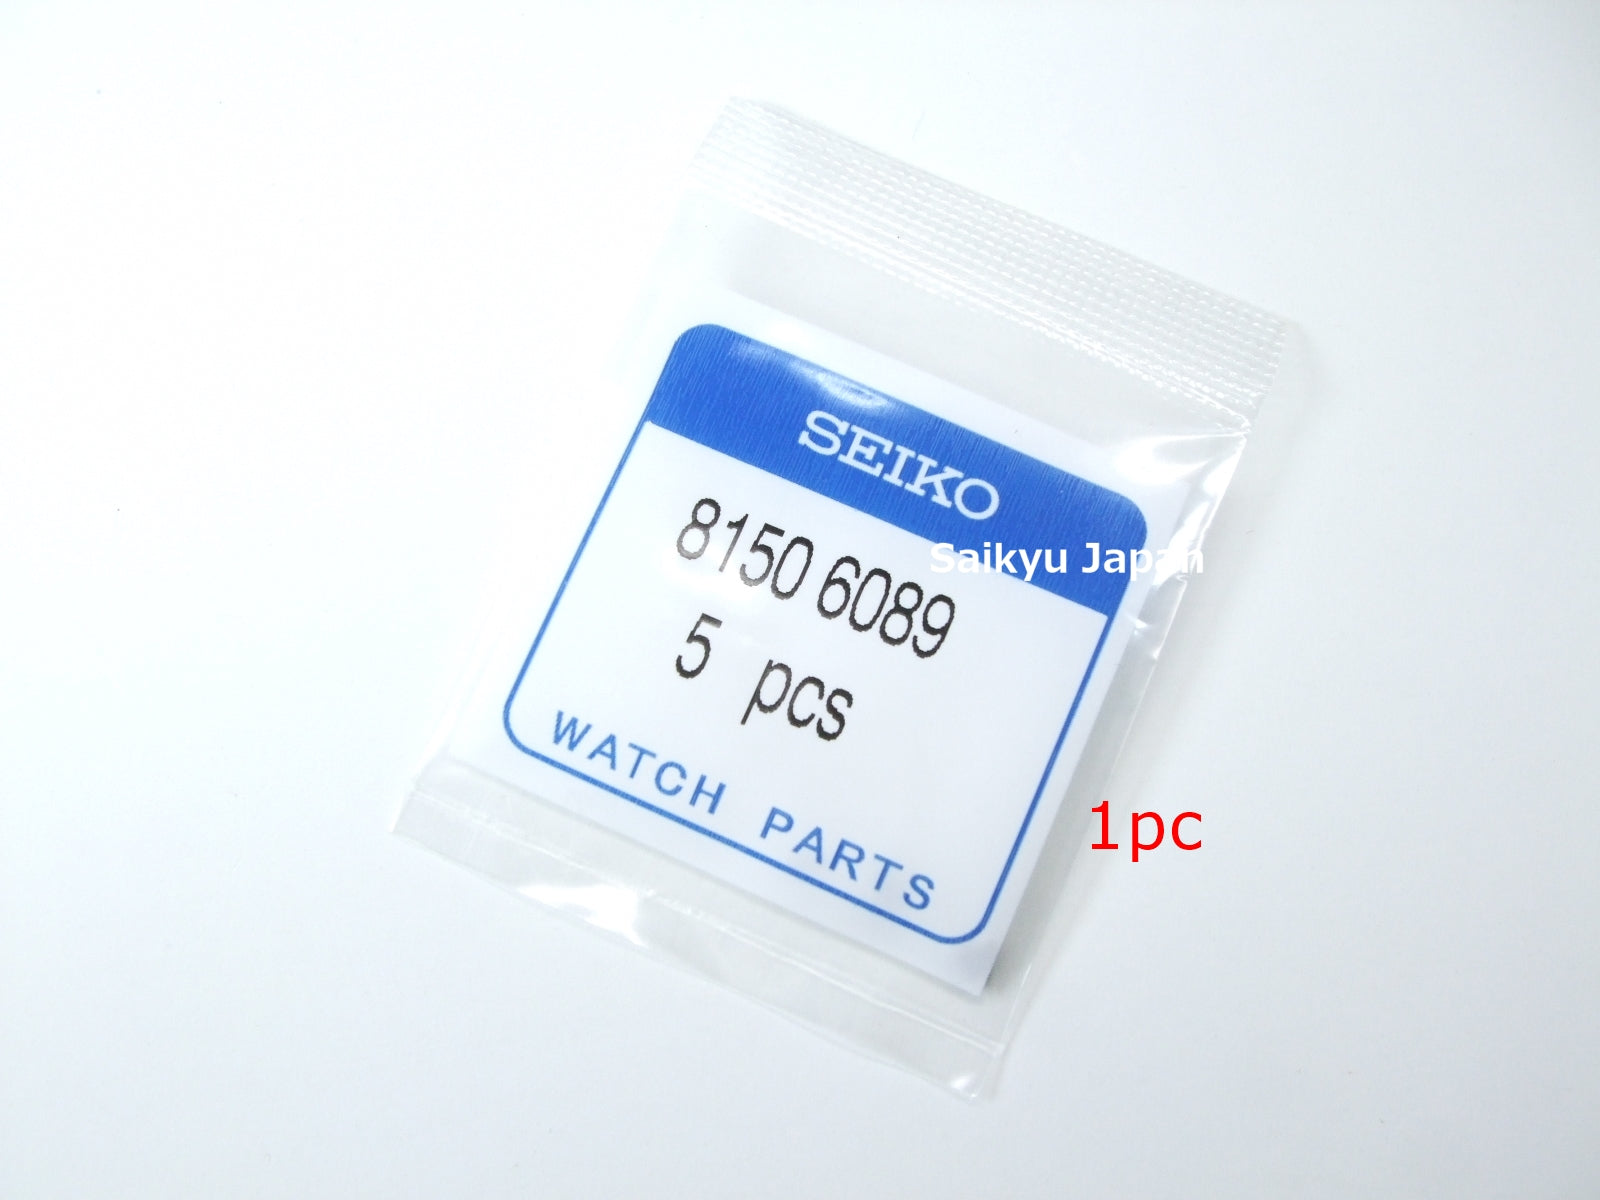 SEIKO
8150 6089
Saikyu Japan
5 pcs
WATCH PARTS
1pc